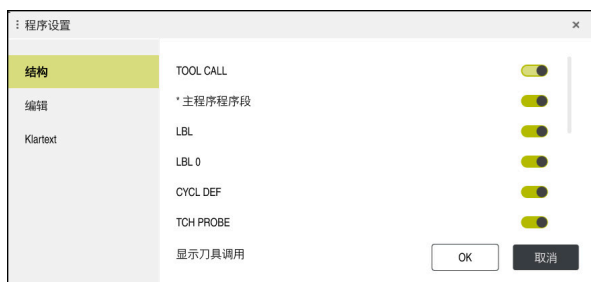 程序设置
结构
编辑
Klartext
TOOL CALL
* 主程序程序段
LBL
LBL 0
CYCL DEF
TCH PROBE
显示刀具调用
OK
取消